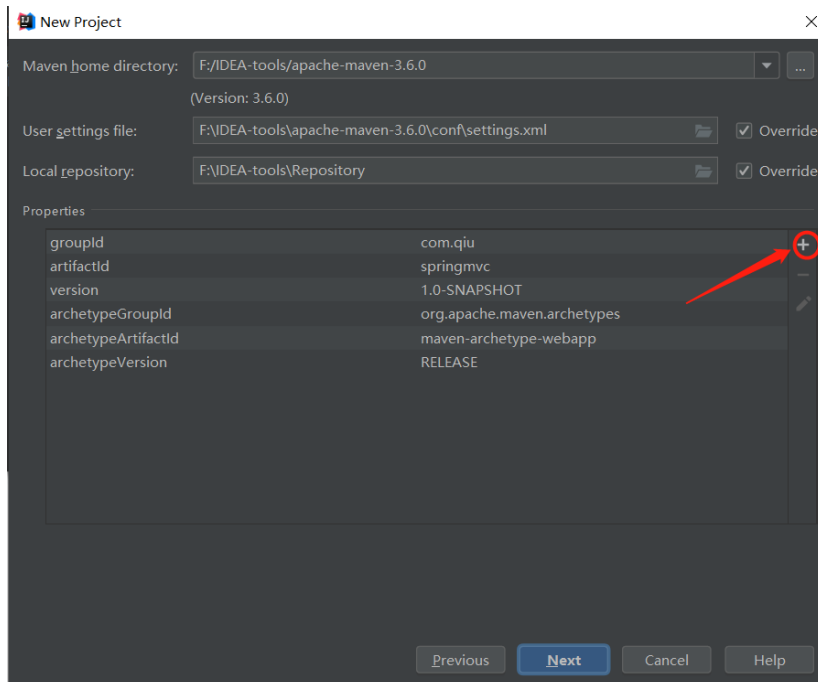 New Project
Maven home directory: F:/IDEA-tools/apache-maven-3.6.0 ...
(Version: 3.6.0)
User settings file: F:\IDEA-tools\apache-maven-3.6.0\conf\settings.xml Override
Local repository: F:\IDEA-tools\Repository Override
Properties
groupId com.qiu
artifactId springmvc
version 1.0-SNAPSHOT
archetypeGroupId org.apache.maven.archetypes
archetypeArtifactId maven-archetype-webapp
archetypeVersion RELEASE
Previous Next Cancel Help